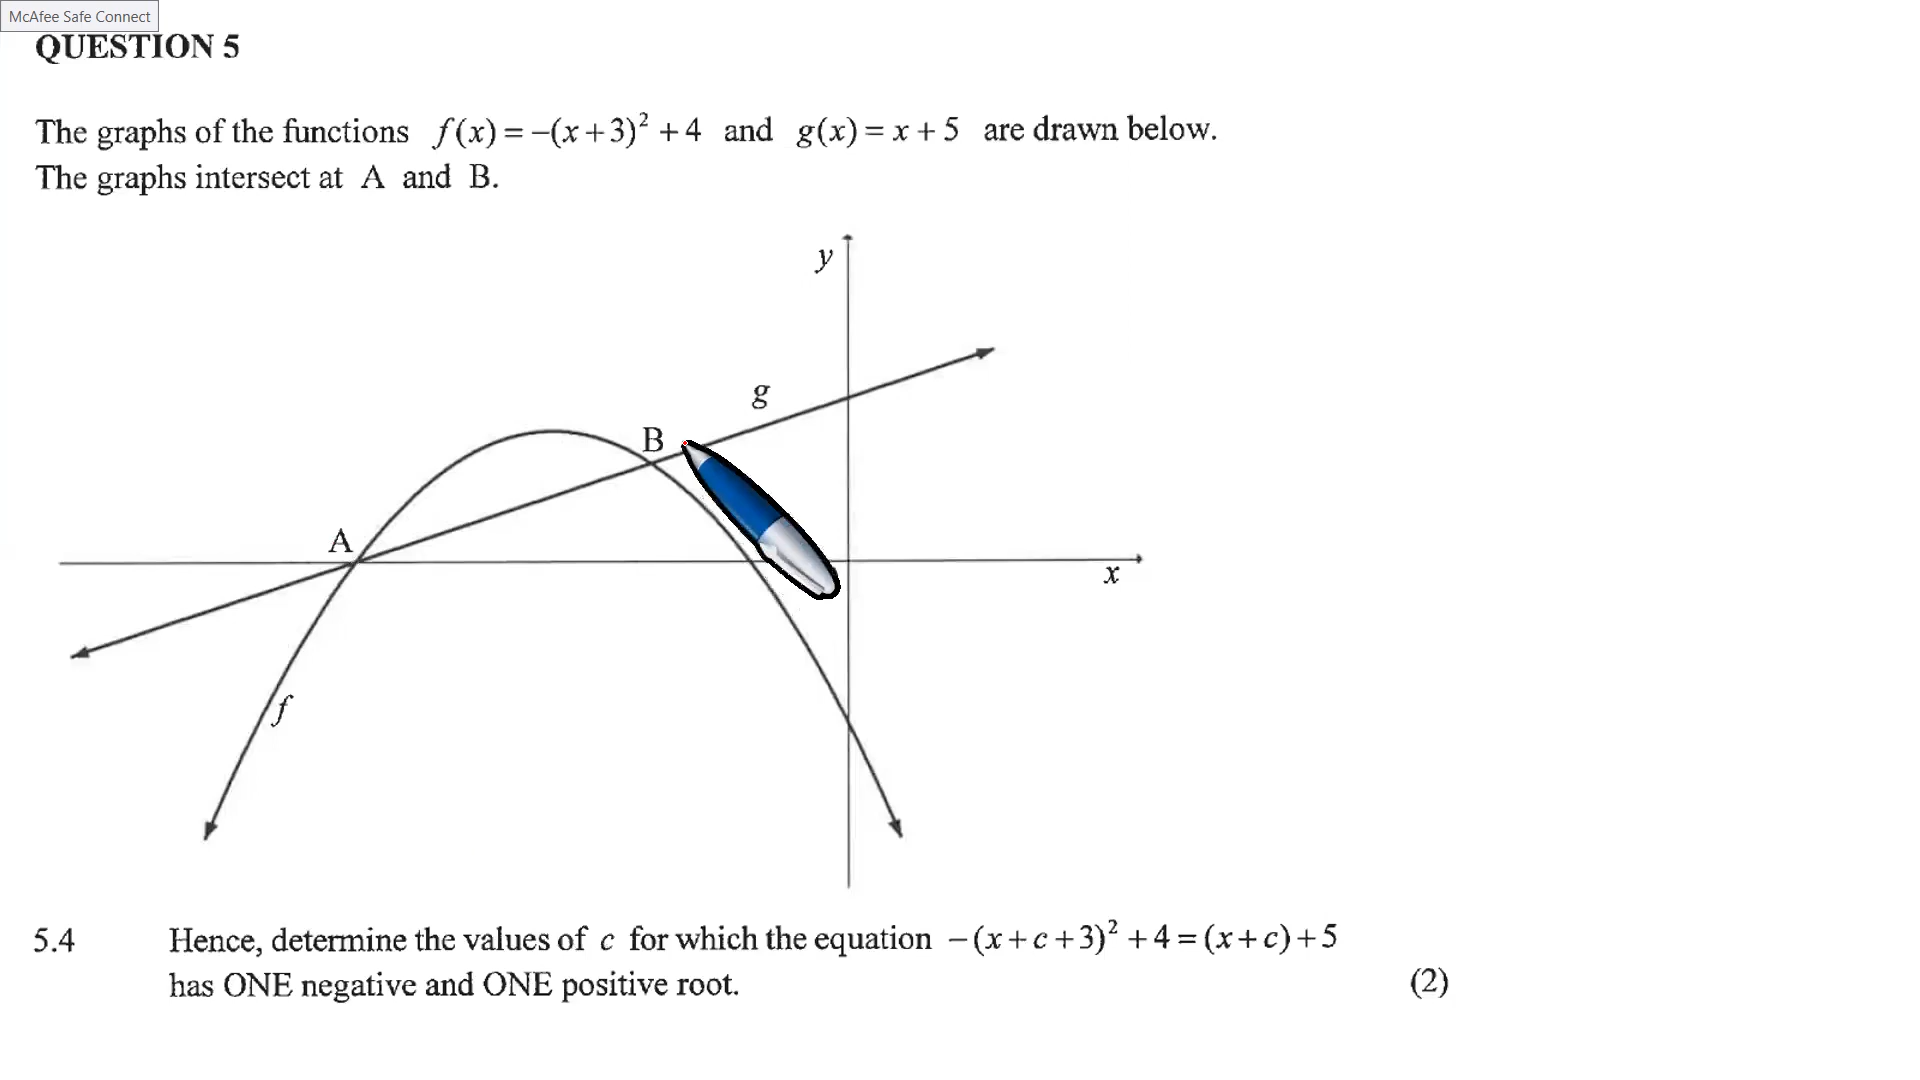 McAfee Safe Connect
QUESTION 5
The graphs of the functions f(x) = −(x + 3)² + 4 and g(x) = x + 5 are drawn below.
The graphs intersect at A and B.
y
g
B
A
x
f
5.4 Hence, determine the values of c for which the equation −(x + c + 3)² + 4 = (x + c) + 5
has ONE negative and ONE positive root. (2)